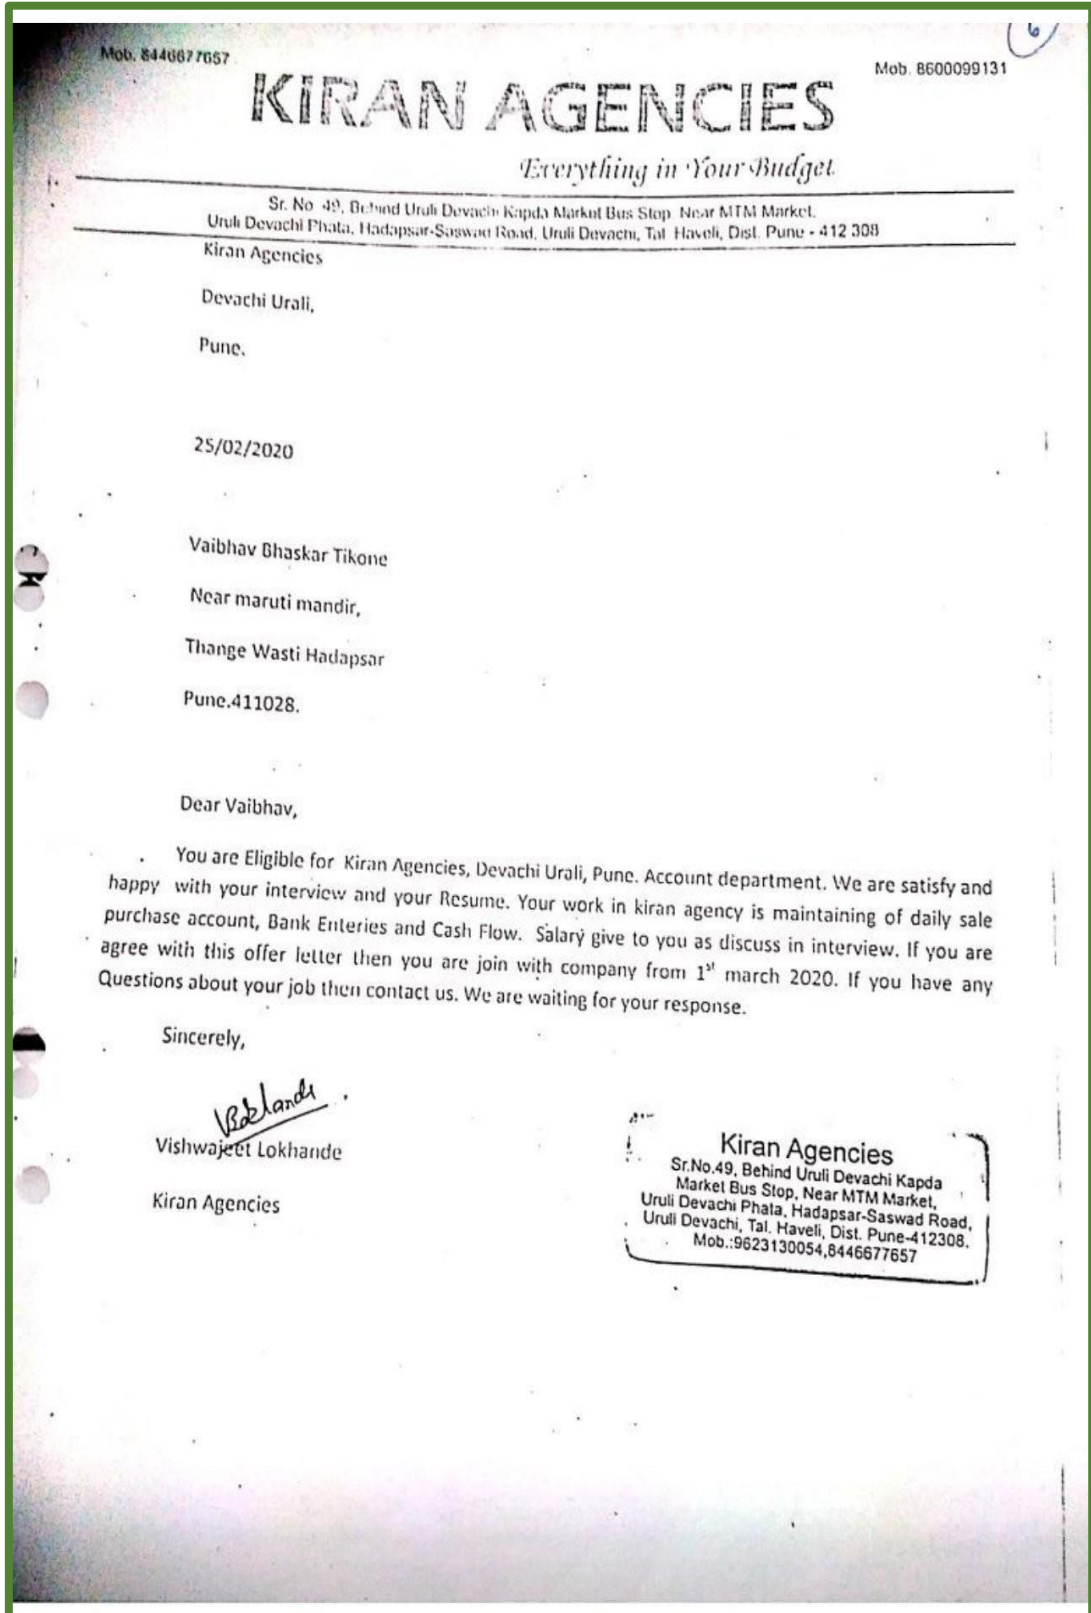 6
Mob. 8446677657
Mob. 8600099131
KIRAN AGENCIES
Everything in Your Budget.
Sr. No. 49, Behind Uruli Devachi Kapda Market Bus Stop, Near MTM Market,
Uruli Devachi Phata, Hadapsar-Saswad Road, Uruli Devachi, Tal. Haveli, Dist. Pune - 412 308
Kiran Agencies
Devachi Urali,
Pune.
25/02/2020
Vaibhav Bhaskar Tikone
Near maruti mandir,
Thange Wasti Hadapsar
Pune.411028.
Dear Vaibhav,
You are Eligible for Kiran Agencies, Devachi Urali, Pune. Account department. We are satisfy and
happy with your interview and your Resume. Your work in kiran agency is maintaining of daily sale
purchase account, Bank Enteries and Cash Flow. Salary give to you as discuss in interview. If you are
agree with this offer letter then you are join with company from 1st march 2020. If you have any
Questions about your job then contact us. We are waiting for your response.
Sincerely,
Vishwajeet Lokhande
Kiran Agencies
Kiran Agencies
Sr.No.49, Behind Uruli Devachi Kapda
Market Bus Stop, Near MTM Market,
Uruli Devachi Phata, Hadapsar-Saswad Road,
Uruli Devachi, Tal. Haveli, Dist. Pune-412308.
Mob.:9623130054,8446677657